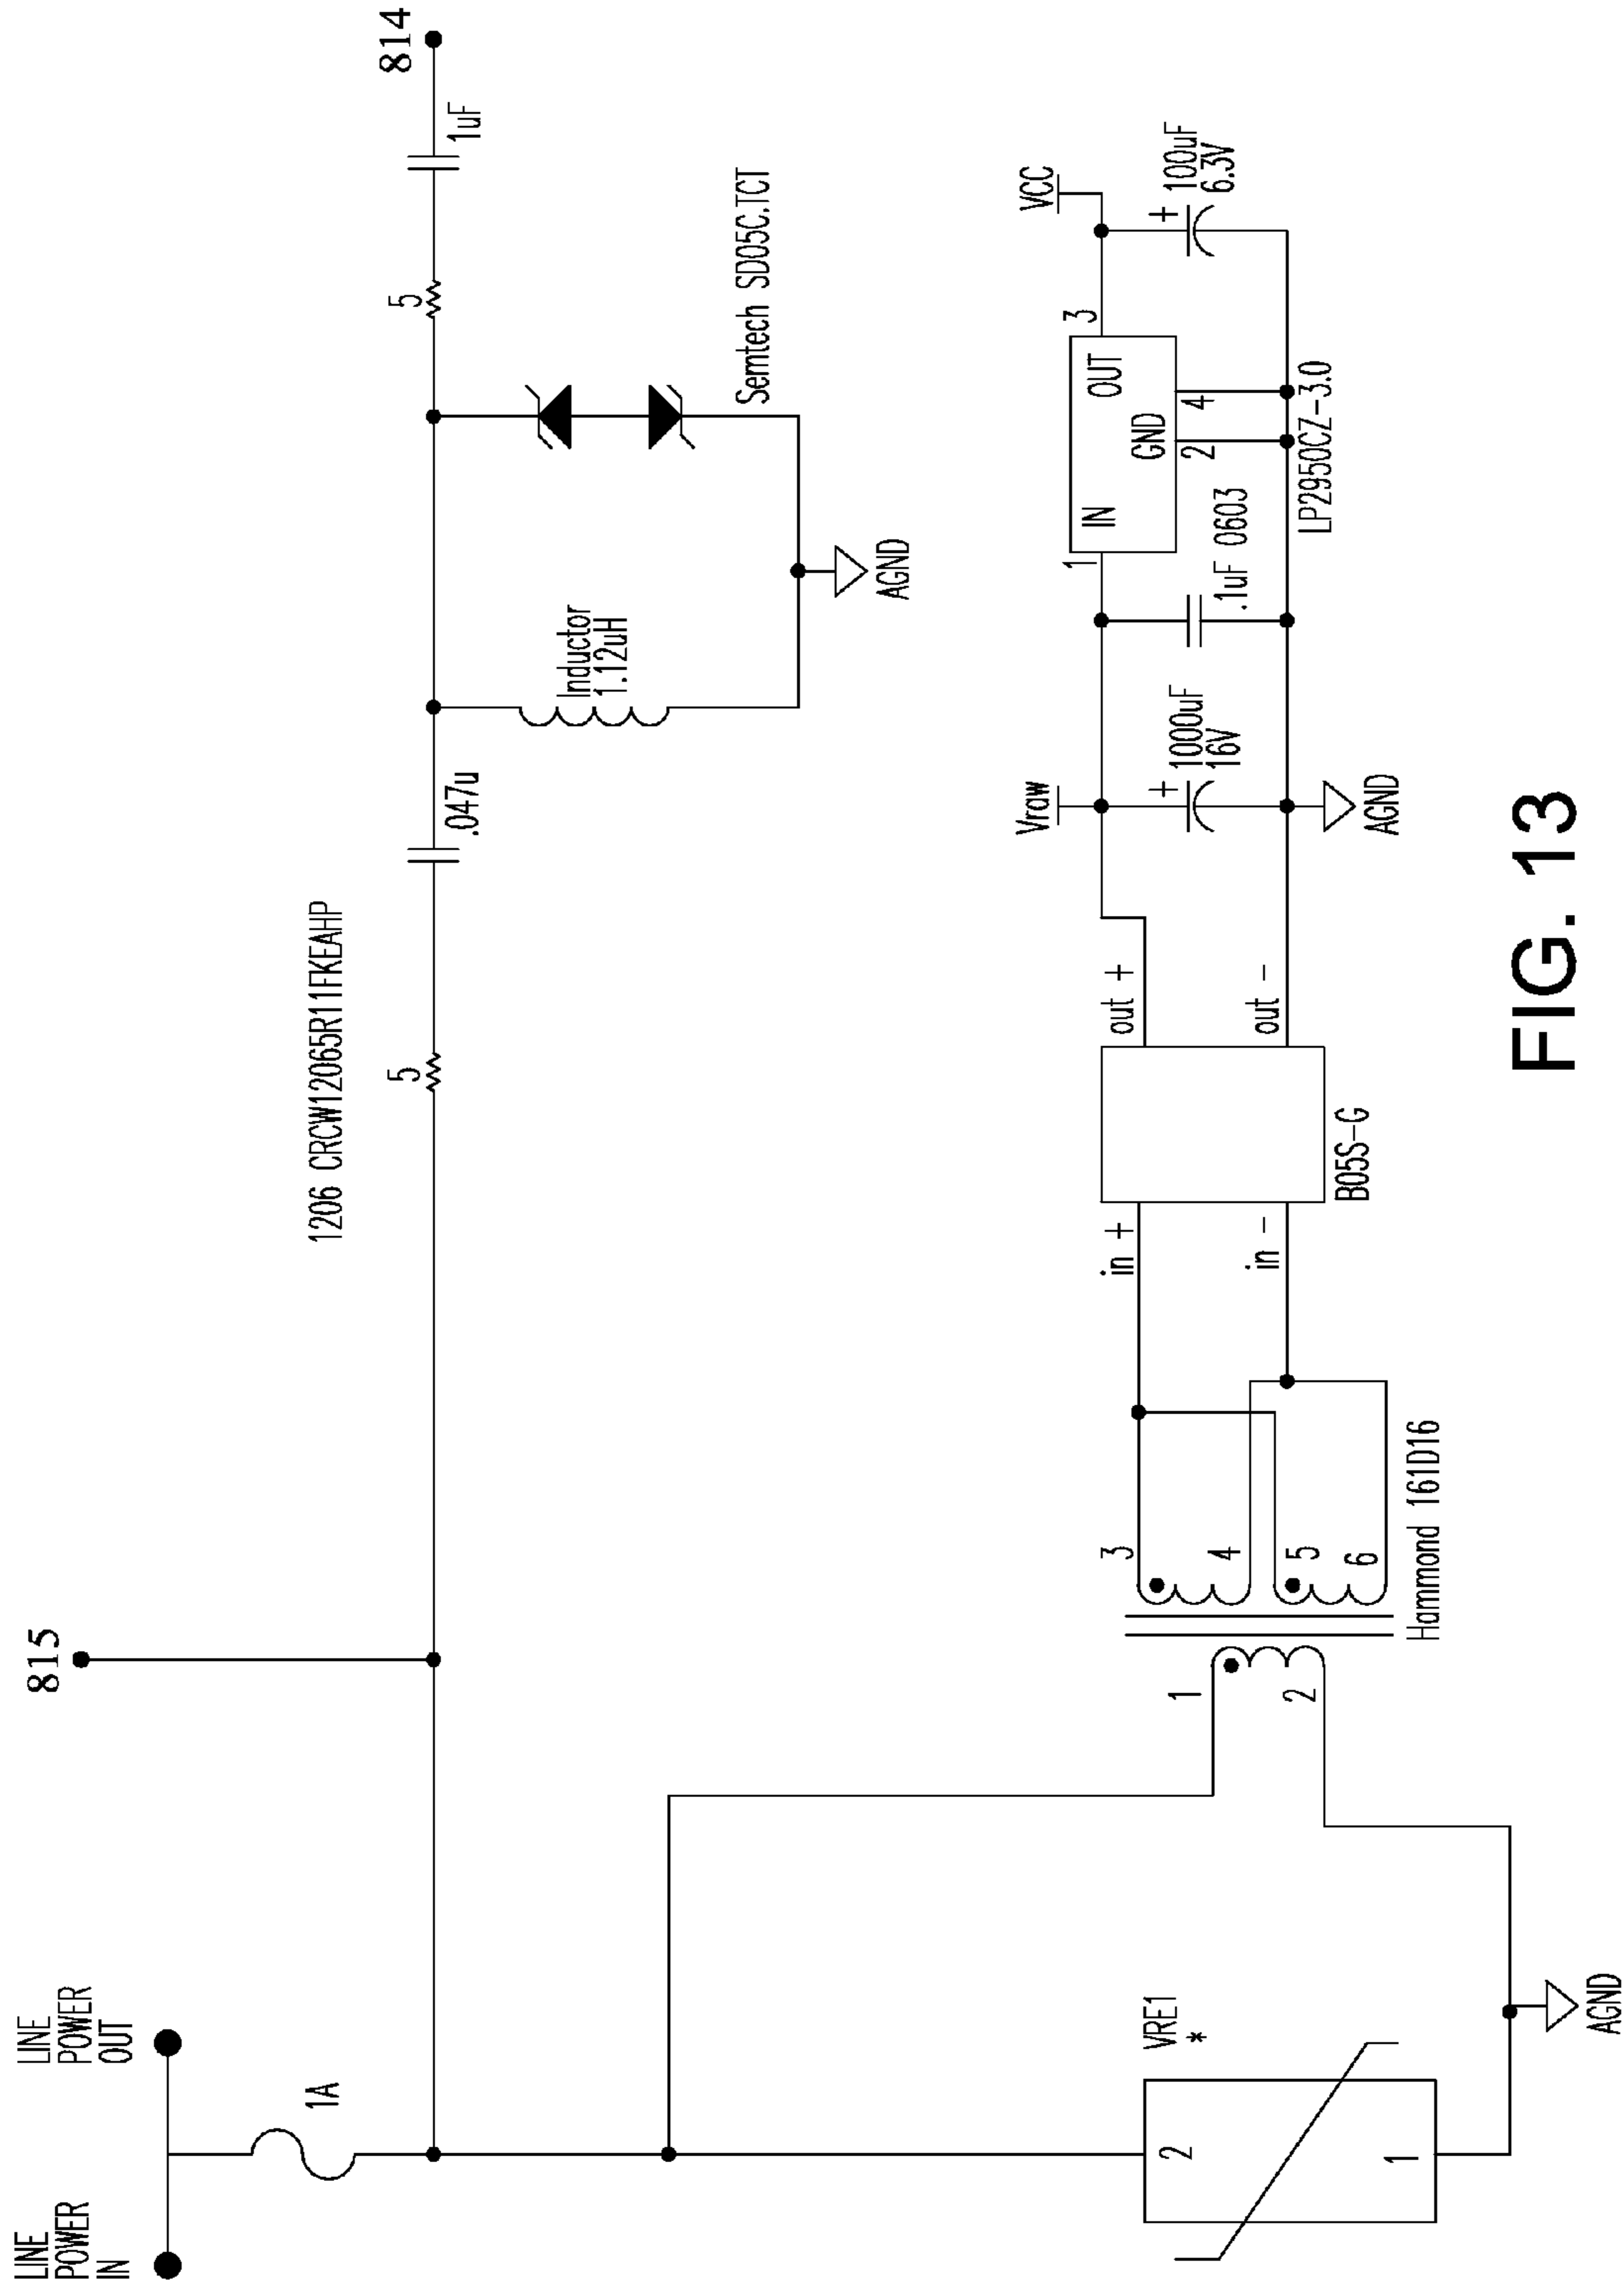 LINE
POWER
IN
LINE
POWER
OUT
1A
815
1206 CRCW12065R11FKEAHP
5
.047u
Inductor
1.12uH
AGND
Semtech SD05C.TCT
5
1uF
814
VRE1
*
2
1
AGND
1
2
3
4
5
6
Hammond 161D16
in +
in -
B05S-G
out +
out -
Vraw
+
1000uF
16V
AGND
.1uF 0603
1
IN
OUT
GND
2
4
3
LP2950CZ-3.0
VCC
+
100uF
6.3V
FIG. 13